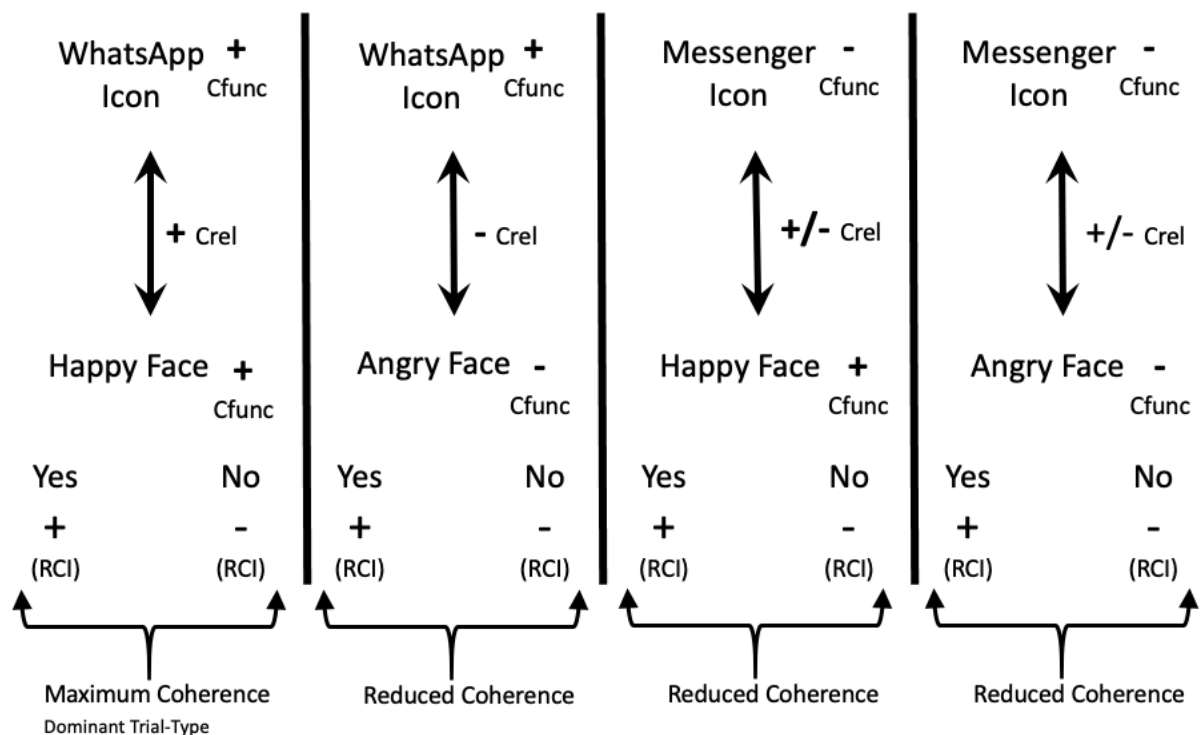 WhatsApp +
Icon Cfunc
+ Crel
Happy Face +
Cfunc
Yes No
+ -
(RCI) (RCI)
Maximum Coherence
Dominant Trial-Type
WhatsApp +
Icon Cfunc
- Crel
Angry Face -
Cfunc
Yes No
+ -
(RCI) (RCI)
Reduced Coherence
Messenger -
Icon Cfunc
+/- Crel
Happy Face +
Cfunc
Yes No
+ -
(RCI) (RCI)
Reduced Coherence
Messenger -
Icon Cfunc
+/- Crel
Angry Face -
Cfunc
Yes No
+ -
(RCI) (RCI)
Reduced Coherence